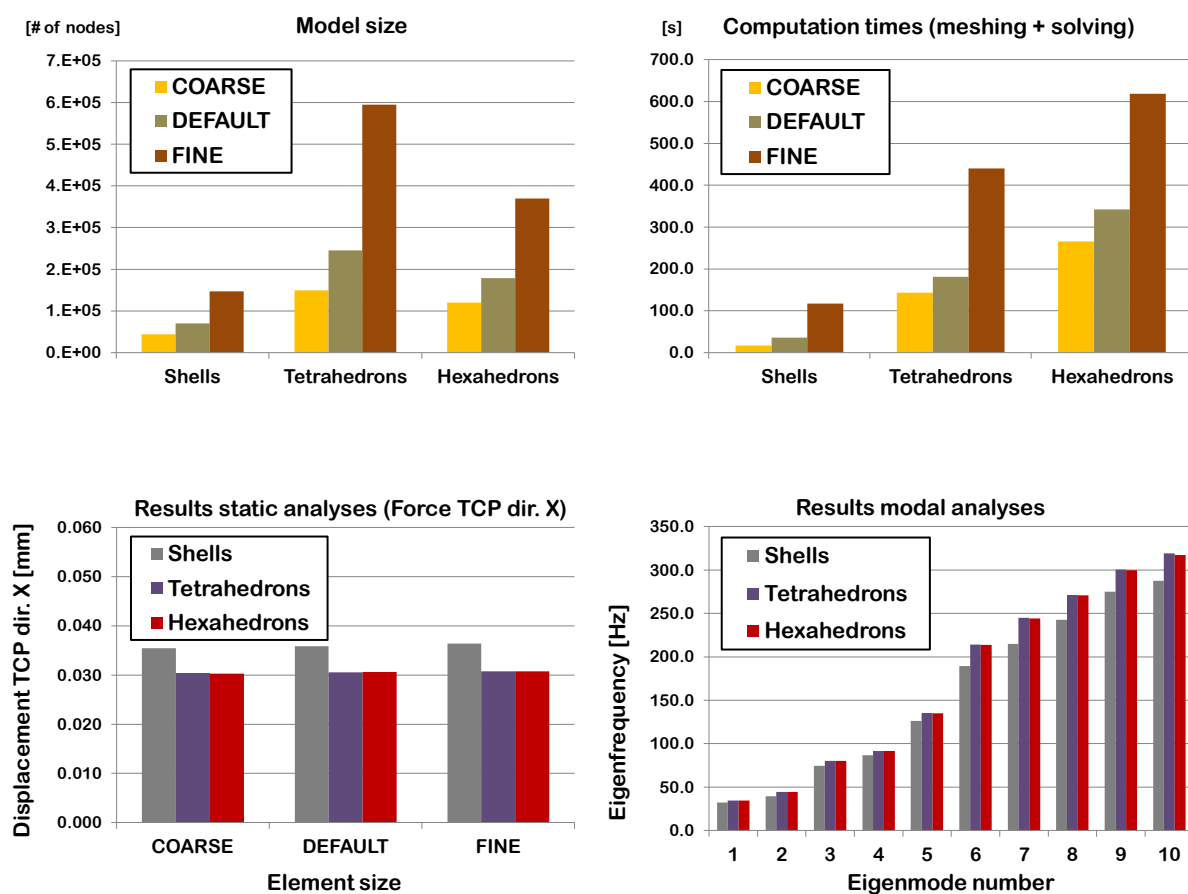 [# of nodes]
Model size
7.E+05
6.E+05
5.E+05
4.E+05
3.E+05
2.E+05
1.E+05
0.E+00
COARSE
DEFAULT
FINE
Shells Tetrahedrons Hexahedrons
[s]
Computation times (meshing + solving)
700.0
600.0
500.0
400.0
300.0
200.0
100.0
0.0
COARSE
DEFAULT
FINE
Shells Tetrahedrons Hexahedrons
Results static analyses (Force TCP dir. X)
Displacement TCP dir. X [mm]
0.060
0.050
0.040
0.030
0.020
0.010
0.000
Shells
Tetrahedrons
Hexahedrons
COARSE DEFAULT FINE
Element size
Results modal analyses
Eigenfrequency [Hz]
350.0
300.0
250.0
200.0
150.0
100.0
50.0
0.0
Shells
Tetrahedrons
Hexahedrons
1 2 3 4 5 6 7 8 9 10
Eigenmode number